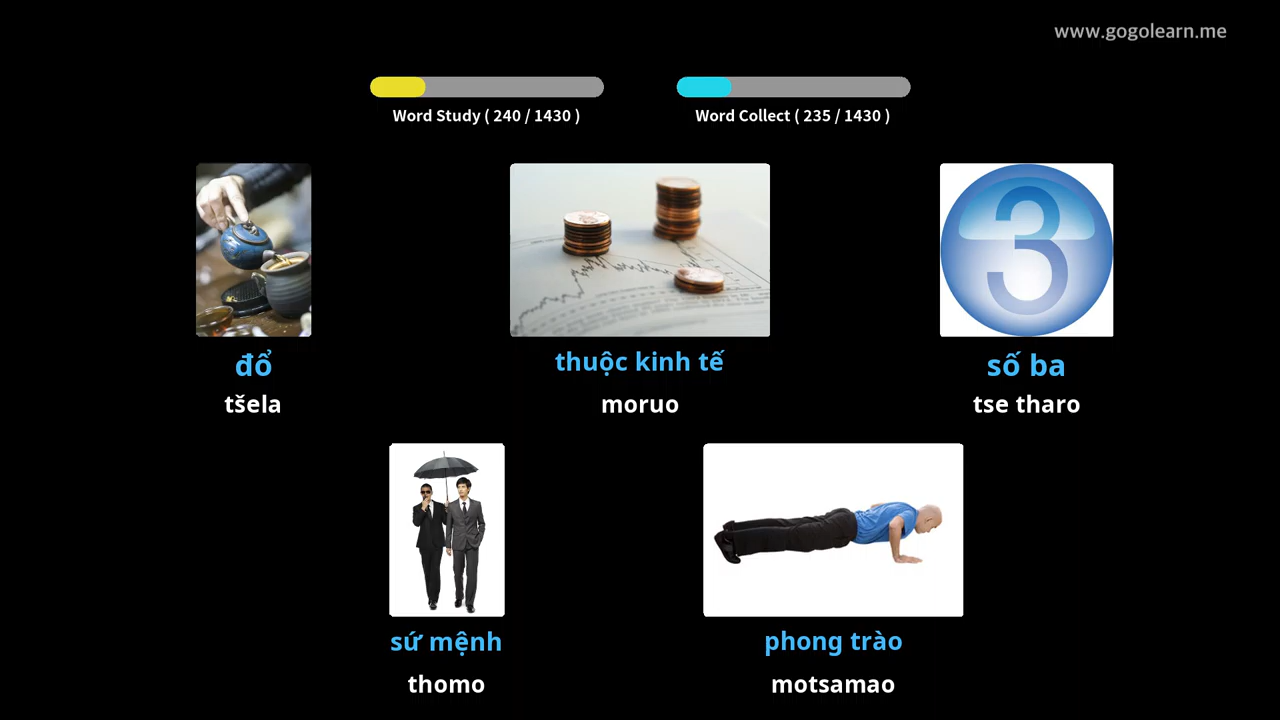 www.gogolearn.me
Word Study ( 240 / 1430 )
Word Collect ( 235 / 1430 )
3
đổ
thuộc kinh tế
số ba
tšela
moruo
tse tharo
sứ mệnh
phong trào
thomo
motsamao